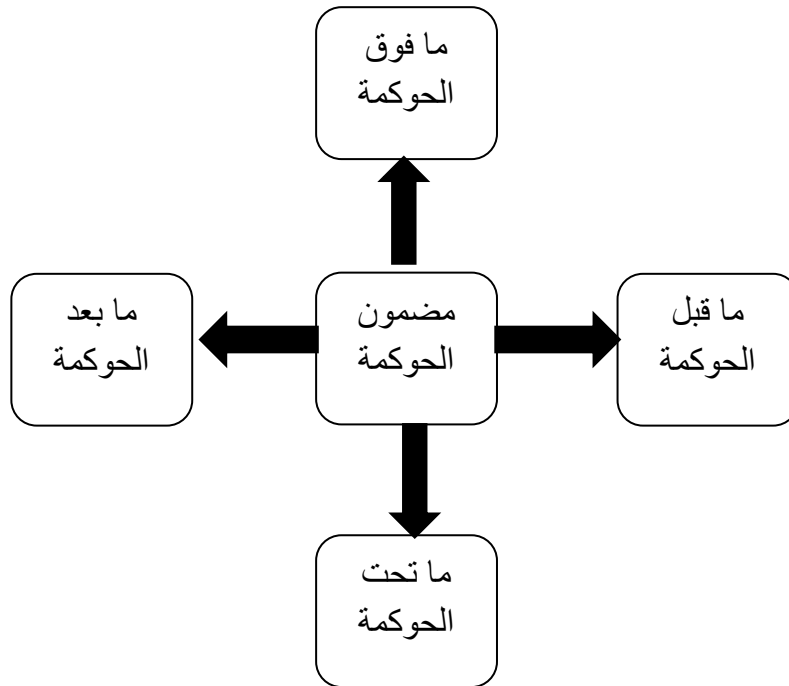 ما فوق
الحوكمة
ما قبل
الحوكمة
مضمون
الحوكمة
ما بعد
الحوكمة
ما تحت
الحوكمة